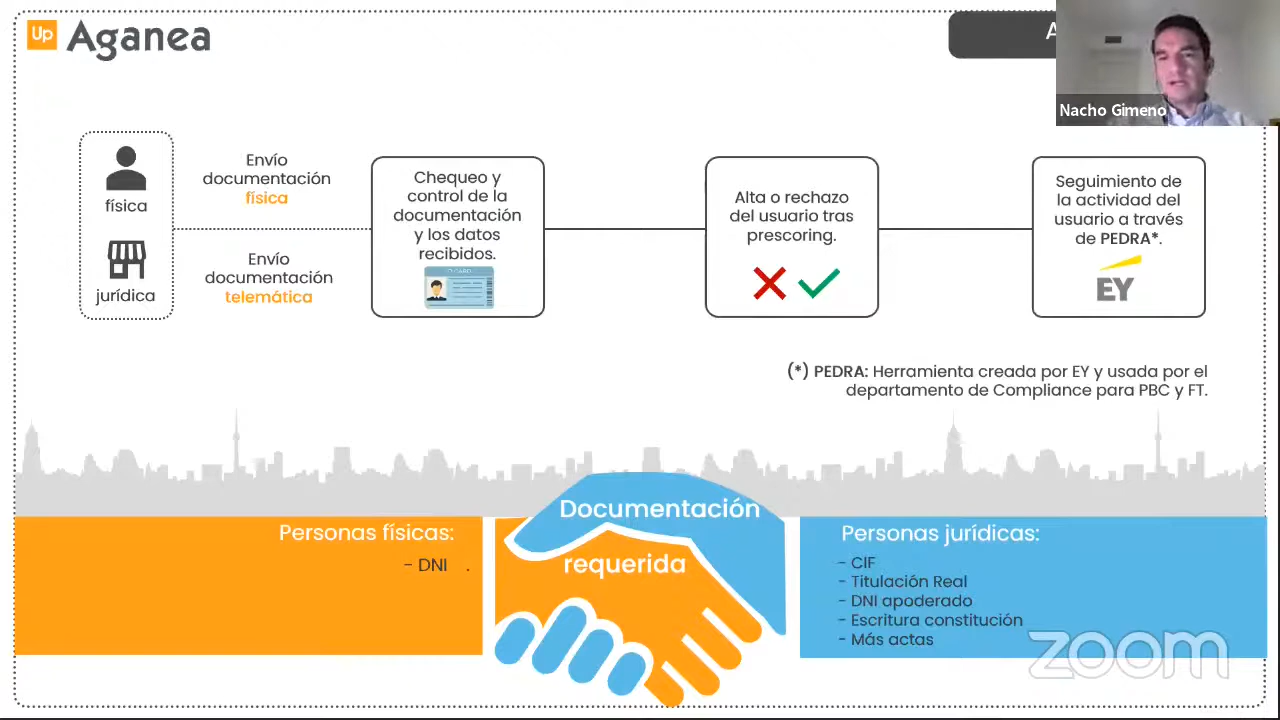 Up Aganea
A
Nacho Gimeno
física
jurídica
Envío
documentación
física
Envío
documentación
telemática
Chequeo y
control de la
documentación
y los datos
recibidos.
Alta o rechazo
del usuario tras
prescoring.
Seguimiento de
la actividad del
usuario a través
de PEDRA*.
EY
(*) PEDRA: Herramienta creada por EY y usada por el
departamento de Compliance para PBC y FT.
Documentación
requerida
Personas físicas:
- DNI .
Personas jurídicas:
- CIF
- Titulación Real
- DNI apoderado
- Escritura constitución
- Más actas
zoom